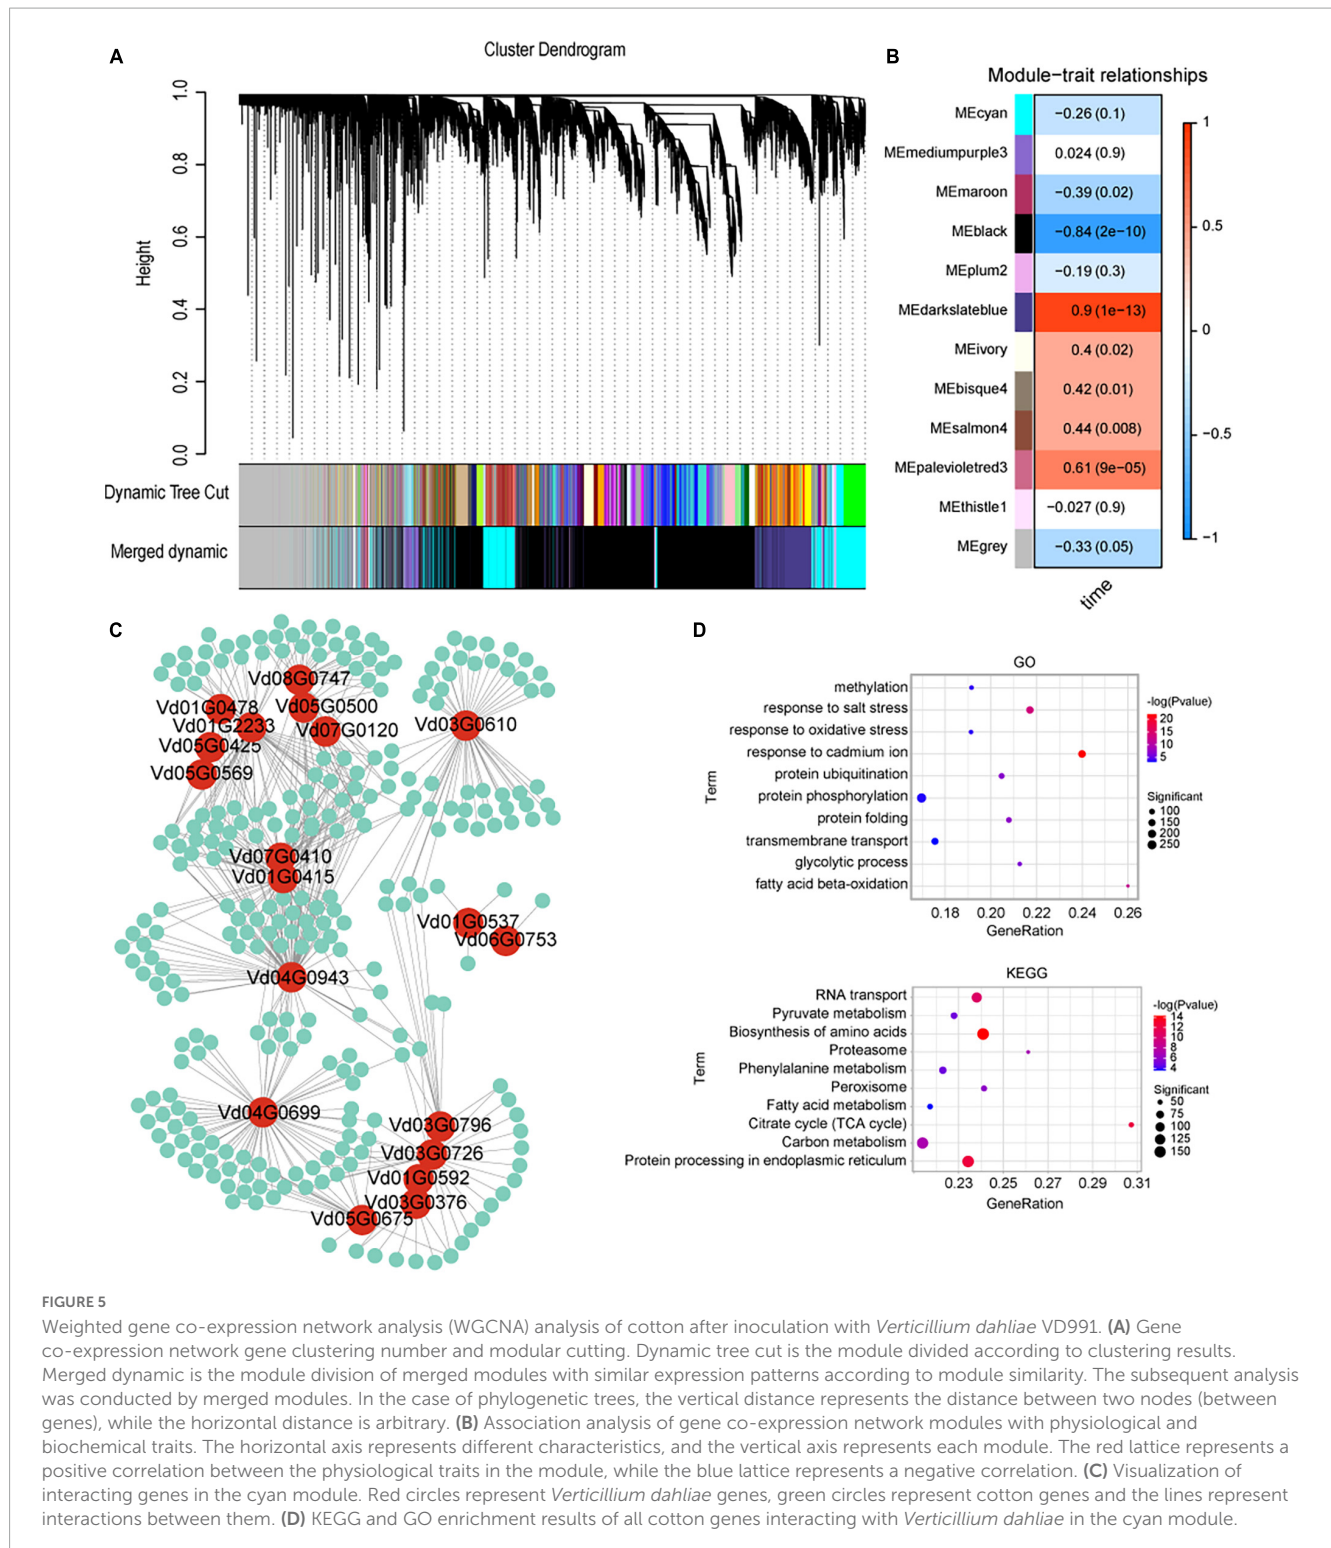 A
Cluster Dendrogram
Height
1.0
0.8
0.6
0.4
0.2
0.0
Dynamic Tree Cut
Merged dynamic
B
Module−trait relationships
MEcyan −0.26 (0.1)
MEmediumpurple3 0.024 (0.9)
MEmaroon −0.39 (0.02)
MEblack −0.84 (2e−10)
MEplum2 −0.19 (0.3)
MEdarkslateblue 0.9 (1e−13)
MEivory 0.4 (0.02)
MEbisque4 0.42 (0.01)
MEsalmon4 0.44 (0.008)
MEpalevioletred3 0.61 (9e−05)
MEthistle1 −0.027 (0.9)
MEgrey −0.33 (0.05)
time
1
0.5
0
−0.5
−1
C
Vd08G0747
Vd01G0478
Vd05G0500
Vd01G2233
Vd07G0120
Vd05G0425
Vd05G0569
Vd03G0610
Vd07G0410
Vd01G0415
Vd01G0537
Vd06G0753
Vd04G0943
Vd04G0699
Vd03G0796
Vd03G0726
Vd01G0592
Vd03G0376
Vd05G0675
D
GO
Term
methylation
response to salt stress
response to oxidative stress
response to cadmium ion
protein ubiquitination
protein phosphorylation
protein folding
transmembrane transport
glycolytic process
fatty acid beta-oxidation
0.18 0.20 0.22 0.24 0.26
GeneRation
-log(Pvalue)
20
15
10
5
Significant
100
150
200
250
KEGG
Term
RNA transport
Pyruvate metabolism
Biosynthesis of amino acids
Proteasome
Phenylalanine metabolism
Peroxisome
Fatty acid metabolism
Citrate cycle (TCA cycle)
Carbon metabolism
Protein processing in endoplasmic reticulum
0.23 0.25 0.27 0.29 0.31
GeneRation
-log(Pvalue)
14
12
10
8
6
4
Significant
50
75
100
125
150
FIGURE 5
Weighted gene co-expression network analysis (WGCNA) analysis of cotton after inoculation with Verticillium dahliae VD991. (A) Gene
co-expression network gene clustering number and modular cutting. Dynamic tree cut is the module divided according to clustering results.
Merged dynamic is the module division of merged modules with similar expression patterns according to module similarity. The subsequent analysis
was conducted by merged modules. In the case of phylogenetic trees, the vertical distance represents the distance between two nodes (between
genes), while the horizontal distance is arbitrary. (B) Association analysis of gene co-expression network modules with physiological and
biochemical traits. The horizontal axis represents different characteristics, and the vertical axis represents each module. The red lattice represents a
positive correlation between the physiological traits in the module, while the blue lattice represents a negative correlation. (C) Visualization of
interacting genes in the cyan module. Red circles represent Verticillium dahliae genes, green circles represent cotton genes and the lines represent
interactions between them. (D) KEGG and GO enrichment results of all cotton genes interacting with Verticillium dahliae in the cyan module.